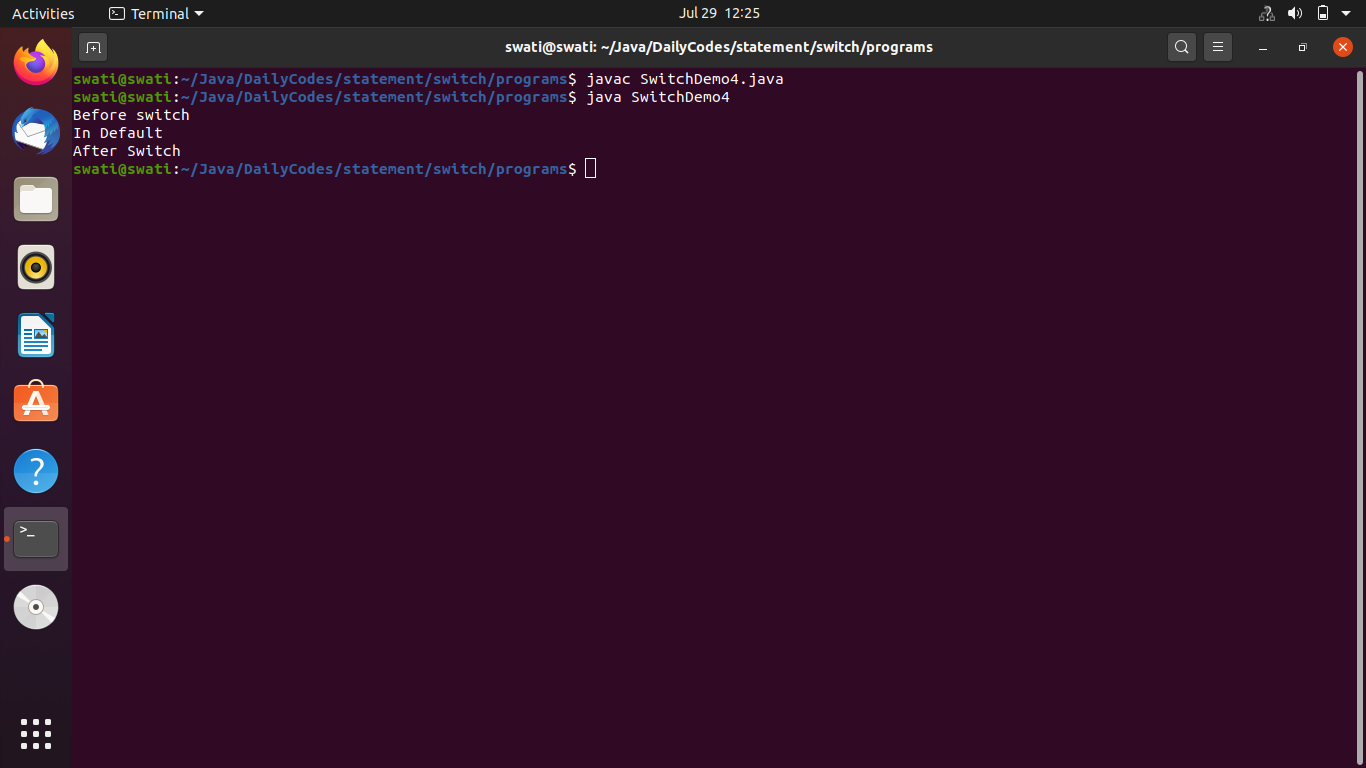 Activities
Terminal
Jul 29 12:25
swati@swati: ~/Java/DailyCodes/statement/switch/programs
swati@swati:~/Java/DailyCodes/statement/switch/programs$ javac SwitchDemo4.java
swati@swati:~/Java/DailyCodes/statement/switch/programs$ java SwitchDemo4
Before switch
In Default
After Switch
swati@swati:~/Java/DailyCodes/statement/switch/programs$